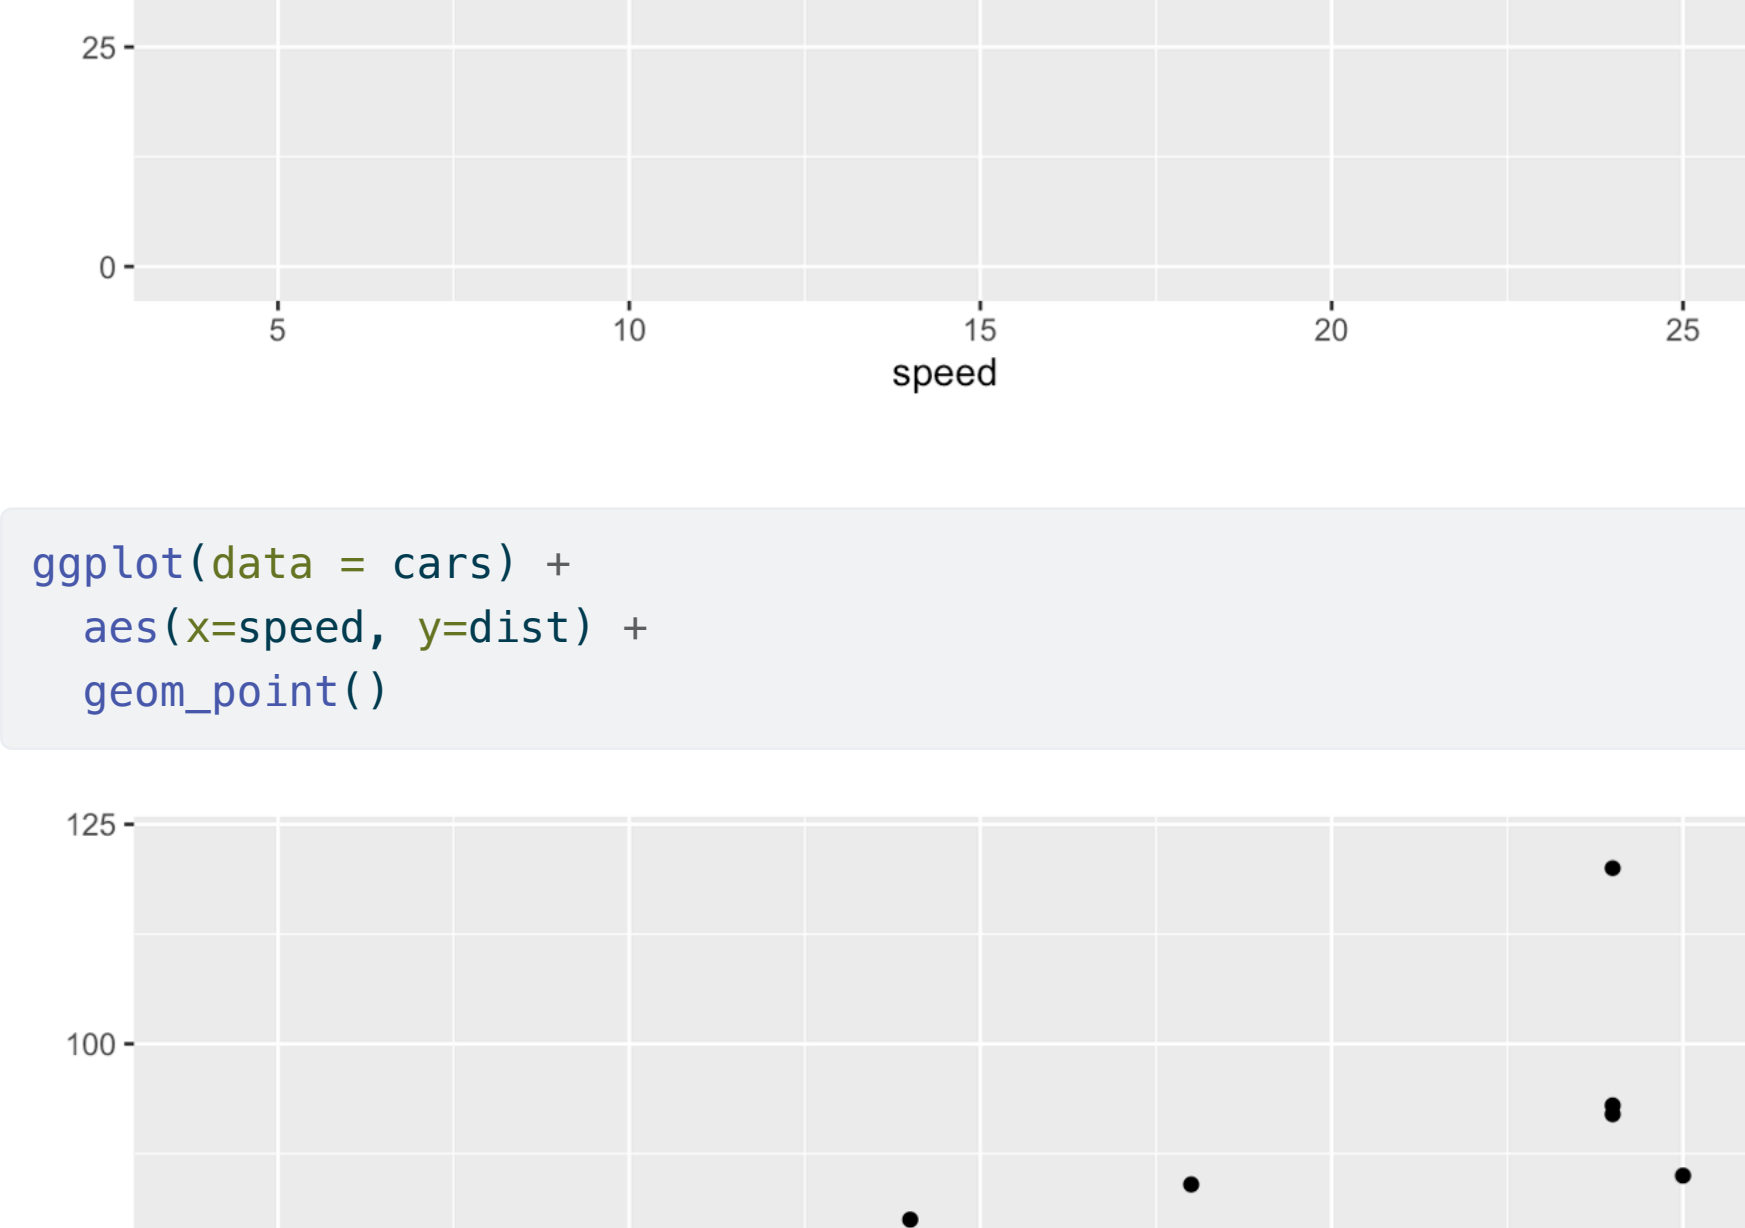 25
0
5 10 15 20 25
speed
ggplot(data = cars) +
  aes(x=speed, y=dist) +
  geom_point()
125
100